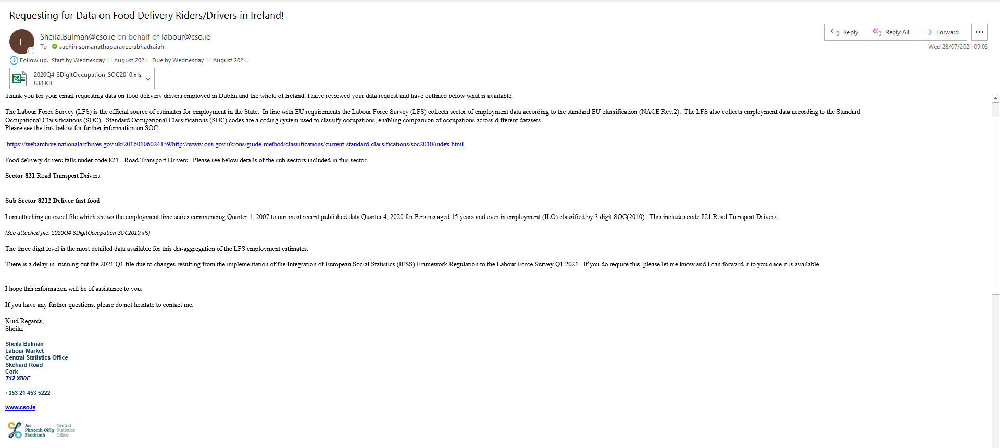 Requesting for Data on Food Delivery Riders/Drivers in Ireland!
L
Sheila.Bulman@cso.ie on behalf of labour@cso.ie
To sachin somanathapuraveerabhadraiah
Reply
Reply All
Forward
Wed 28/07/2021 09:03
Follow up. Start by Wednesday 11 August 2021. Due by Wednesday 11 August 2021.
2020Q4-3DigitOccupation-SOC2010.xls
838 KB
Thank you for your email requesting data on food delivery drivers employed in Dublin and the whole of Ireland. I have reviewed your data request and have outlined below what is available.
The Labour Force Survey (LFS) is the official source of estimates for employment in the State. In line with EU requirements the Labour Force Survey (LFS) collects sector of employment data according to the standard EU classification (NACE Rev.2). The LFS also collects employment data according to the Standard
Occupational Classifications (SOC). Standard Occupational Classifications (SOC) codes are a coding system used to classify occupations, enabling comparison of occupations across different datasets.
Please see the link below for further information on SOC.
https://webarchive.nationalarchives.gov.uk/20160106024159/http://www.ons.gov.uk/ons/guide-method/classifications/current-standard-classifications/soc2010/index.html
Food delivery drivers falls under code 821 - Road Transport Drivers. Please see below details of the sub-sectors included in this sector.
Sector 821 Road Transport Drivers
Sub Sector 8212 Deliver fast food
I am attaching an excel file which shows the employment time series commencing Quarter 1, 2007 to our most recent published data Quarter 4, 2020 for Persons aged 15 years and over in employment (ILO) classified by 3 digit SOC(2010). This includes code 821 Road Transport Drivers .
(See attached file: 2020Q4-3DigitOccupation-SOC2010.xls)
The three digit level is the most detailed data available for this dis-aggregation of the LFS employment estimates.
There is a delay in running out the 2021 Q1 file due to changes resulting from the implementation of the Integration of European Social Statistics (IESS) Framework Regulation to the Labour Force Survey Q1 2021. If you do require this, please let me know and I can forward it to you once it is available.
I hope this information will be of assistance to you.
If you have any further questions, please do not hesitate to contact me.
Kind Regards,
Sheila.
Sheila Bulman
Labour Market
Central Statistics Office
Skehard Road
Cork
T12 X00E
+353 21 453 5222
www.cso.ie
An Central
Phríomh-Oifig Statistics
Staidrimh Office